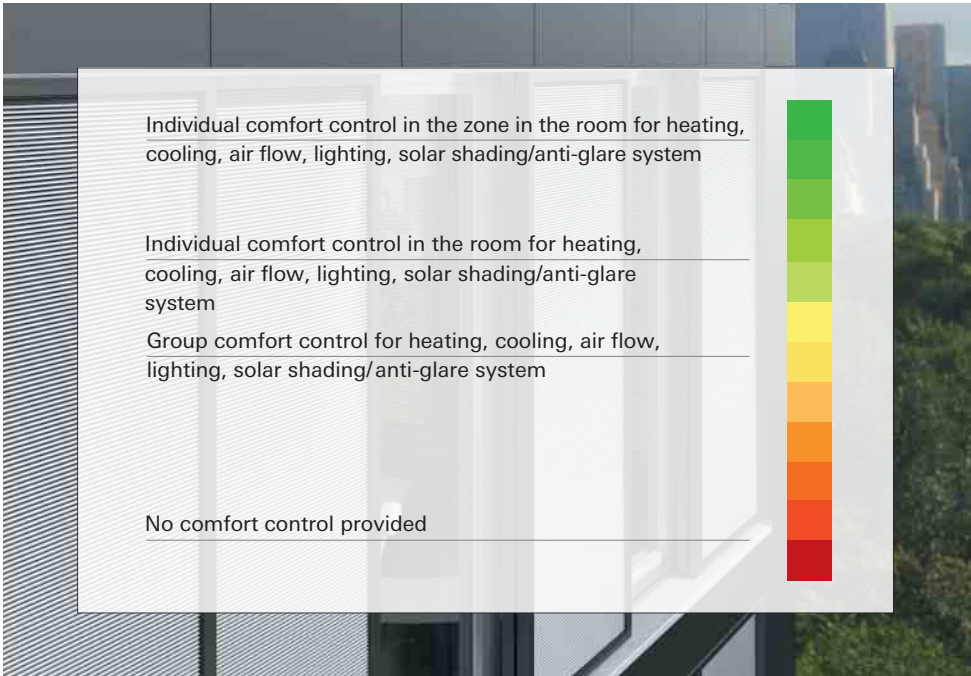 Individual comfort control in the zone in the room for heating,
cooling, air flow, lighting, solar shading/anti-glare system
Individual comfort control in the room for heating,
cooling, air flow, lighting, solar shading/anti-glare
system
Group comfort control for heating, cooling, air flow,
lighting, solar shading/anti-glare system
No comfort control provided